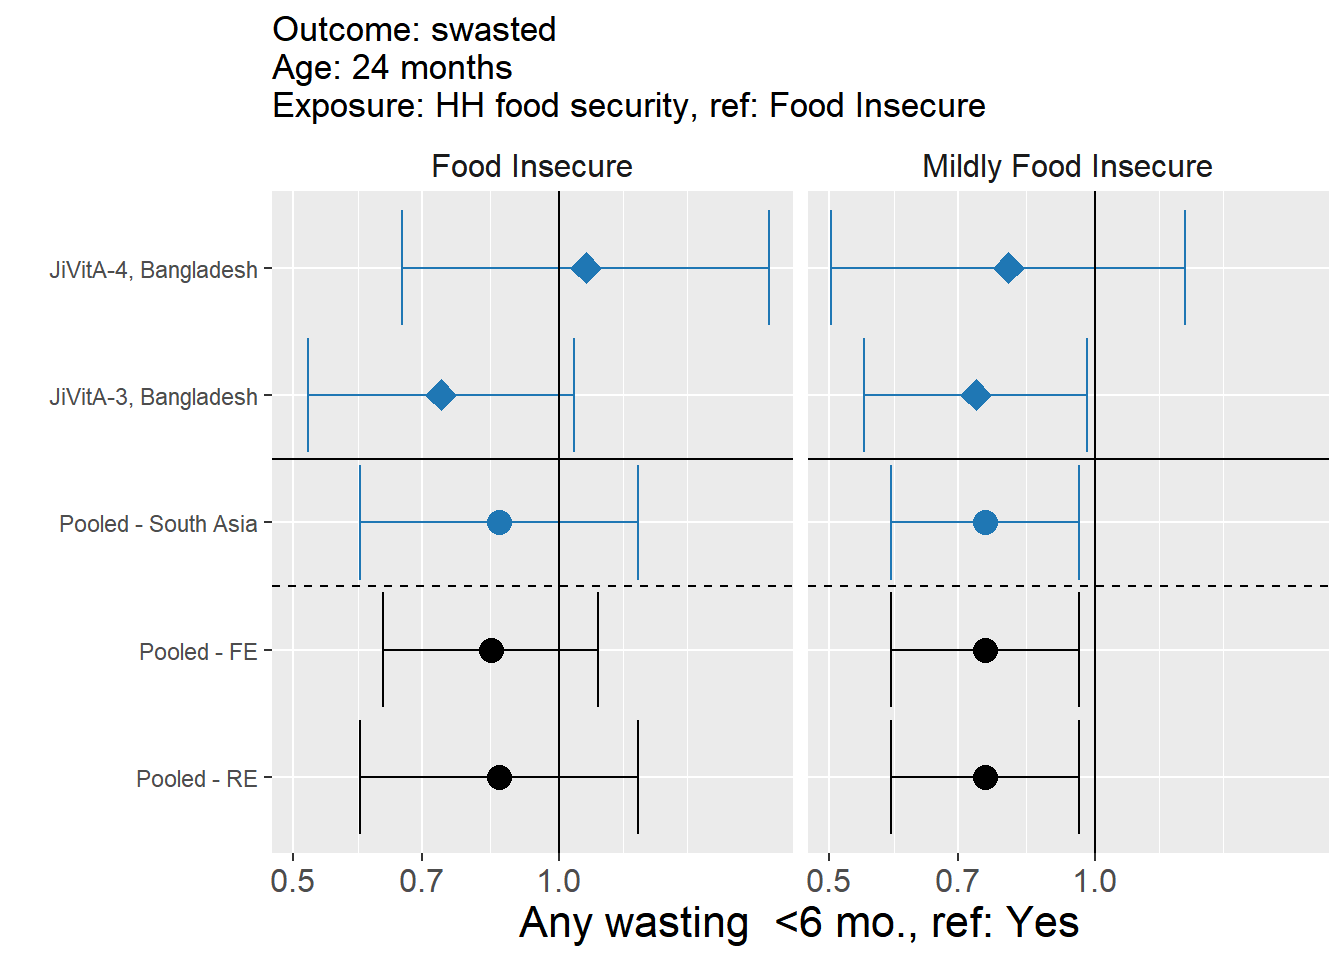 Outcome: swasted
Age: 24 months
Exposure: HH food security, ref: Food Insecure
Food Insecure
Mildly Food Insecure
JiVitA-4, Bangladesh
JiVitA-3, Bangladesh
Pooled - South Asia
Pooled - FE
Pooled - RE
0.5 0.7 1.0
0.5 0.7 1.0
Any wasting  <6 mo., ref: Yes